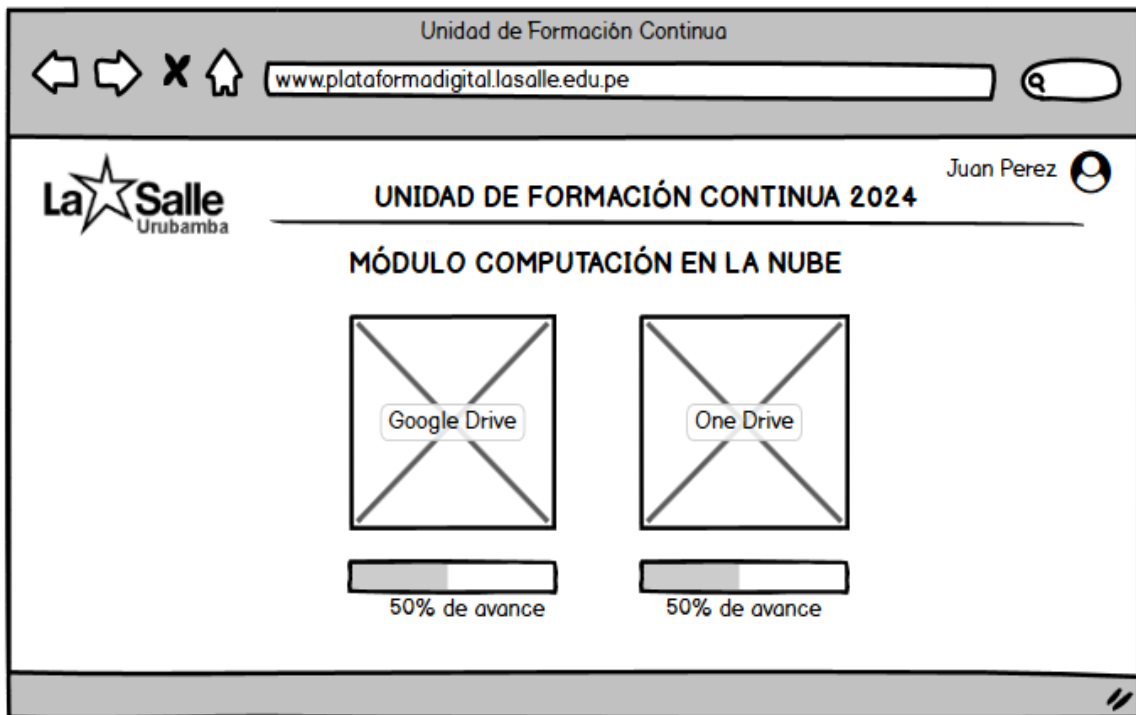 Unidad de Formación Continua
www.plataformadigital.lasalle.edu.pe
La Salle
Urubamba
Juan Perez
UNIDAD DE FORMACIÓN CONTINUA 2024
MÓDULO COMPUTACIÓN EN LA NUBE
Google Drive
One Drive
50% de avance
50% de avance